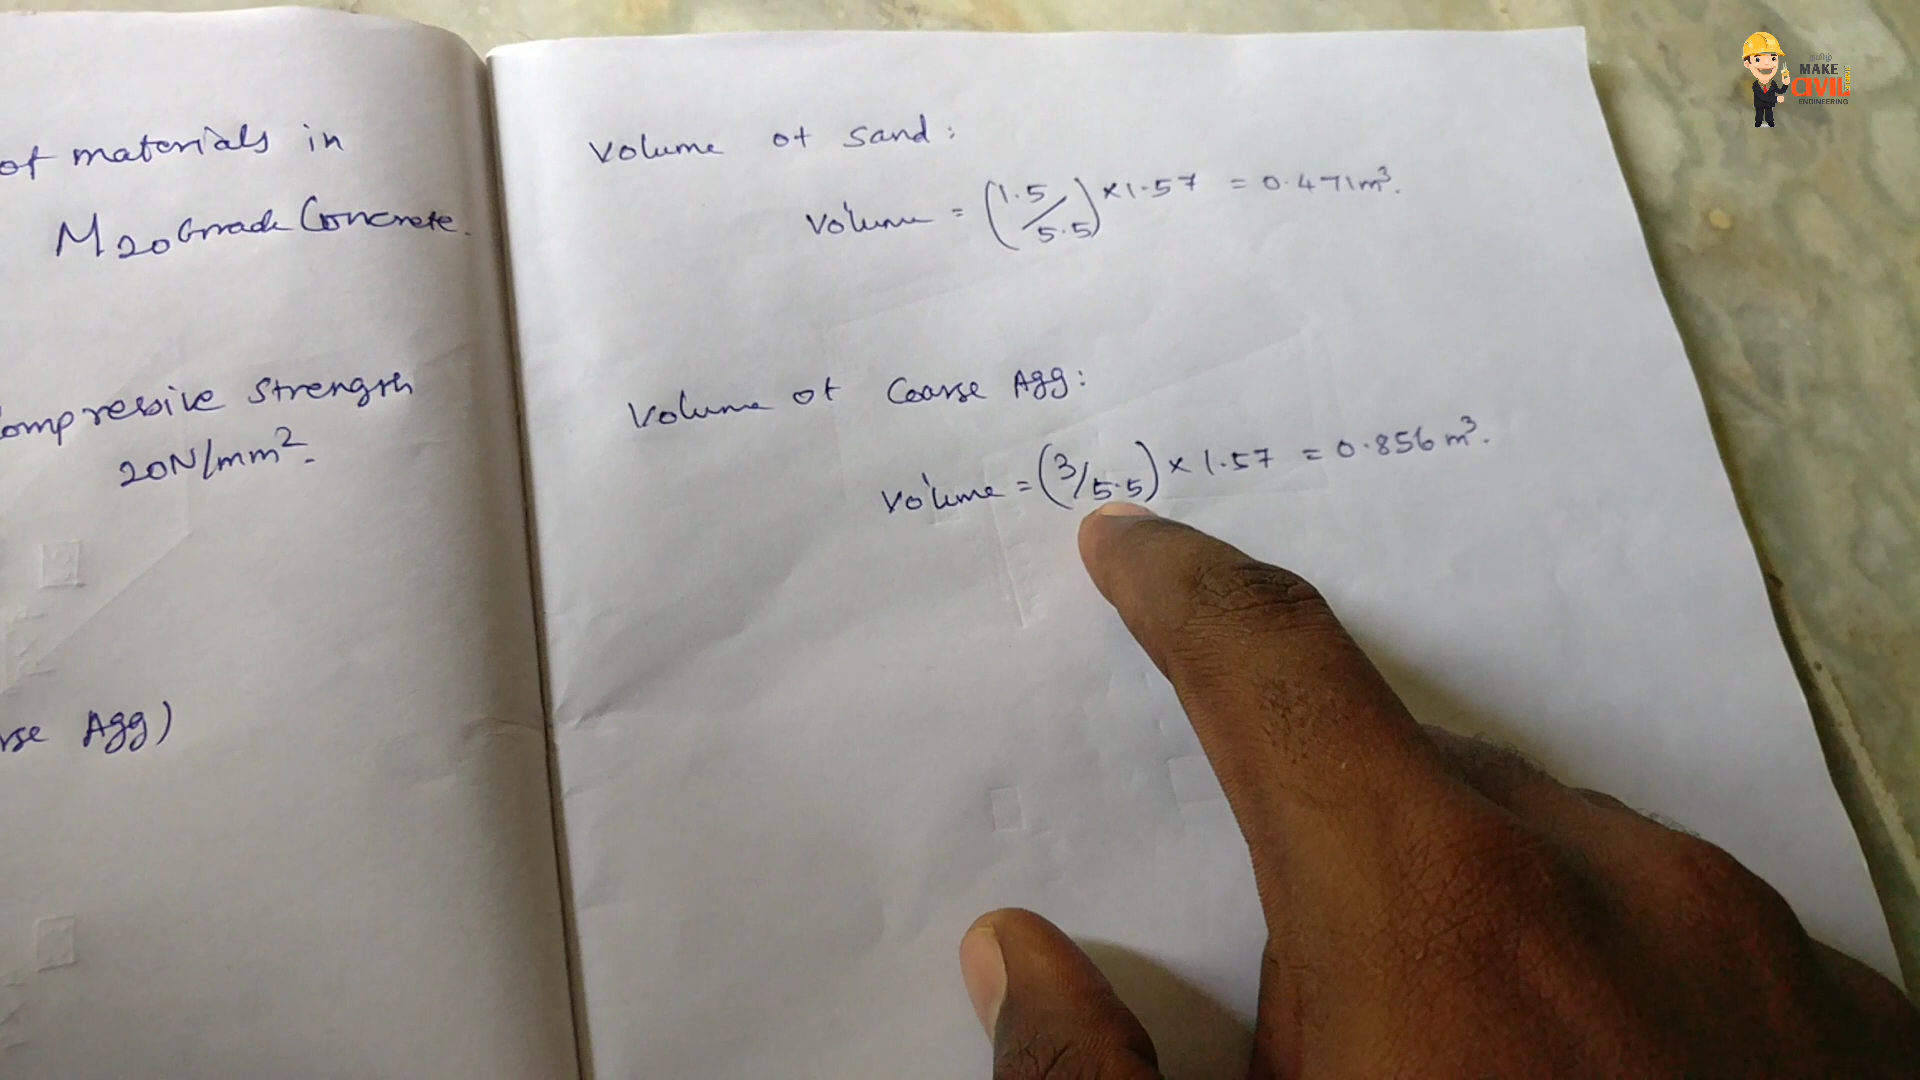 of materials in
M20 Grade Concrete.
Compressive Strength
20N/mm².
rse Agg)
Volume of Sand:
Volume = (1.5/5.5) × 1.57 = 0.471m³.
Volume of Coarse Agg:
Volume = (3/5.5) × 1.57 = 0.856 m³.
தமிழ்
MAKE
CIVIL
ENGINEERING